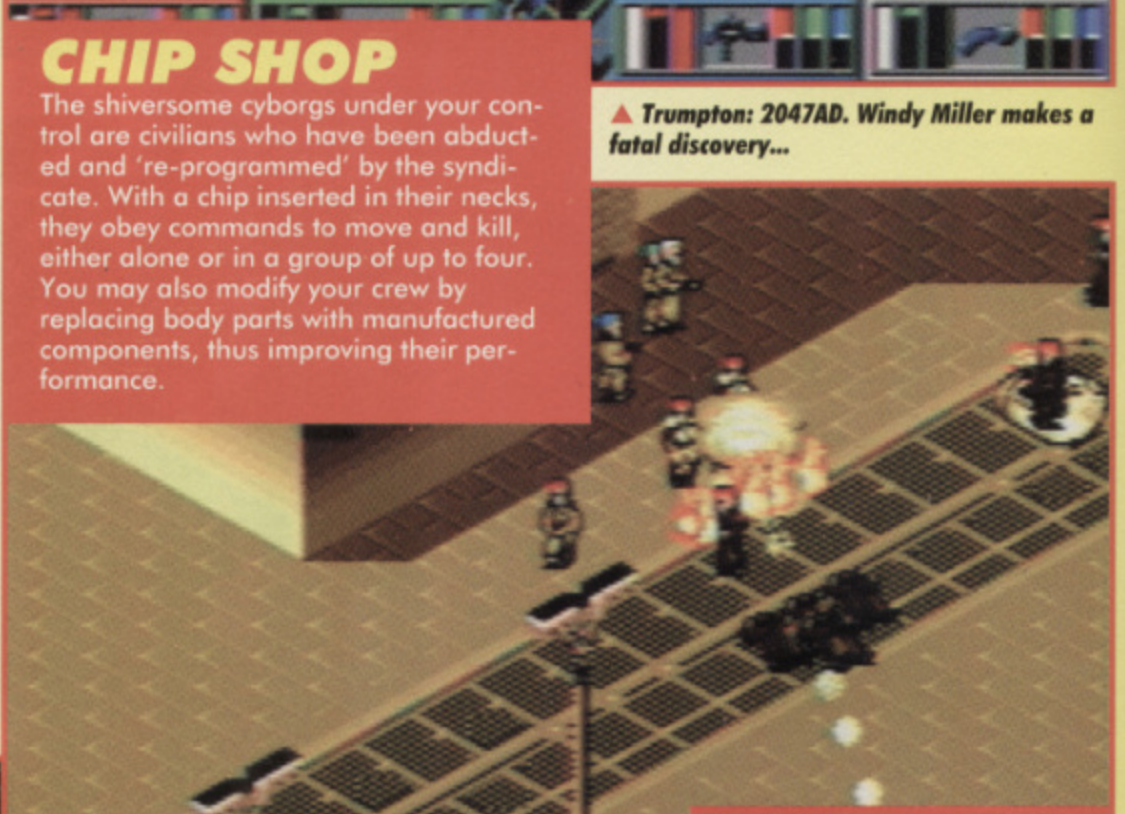 CHIP SHOP
The shiversome cyborgs under your con-
trol are civilians who have been abduct-
ed and ‘re-programmed’ by the syndi-
cate. With a chip inserted in their necks,
they obey commands to move and kill,
either alone or in a group of up to four.
You may also modify your crew by
replacing body parts with manufactured
components, thus improving their per-
formance.
▲ Trumpton: 2047AD. Windy Miller makes a
fatal discovery...